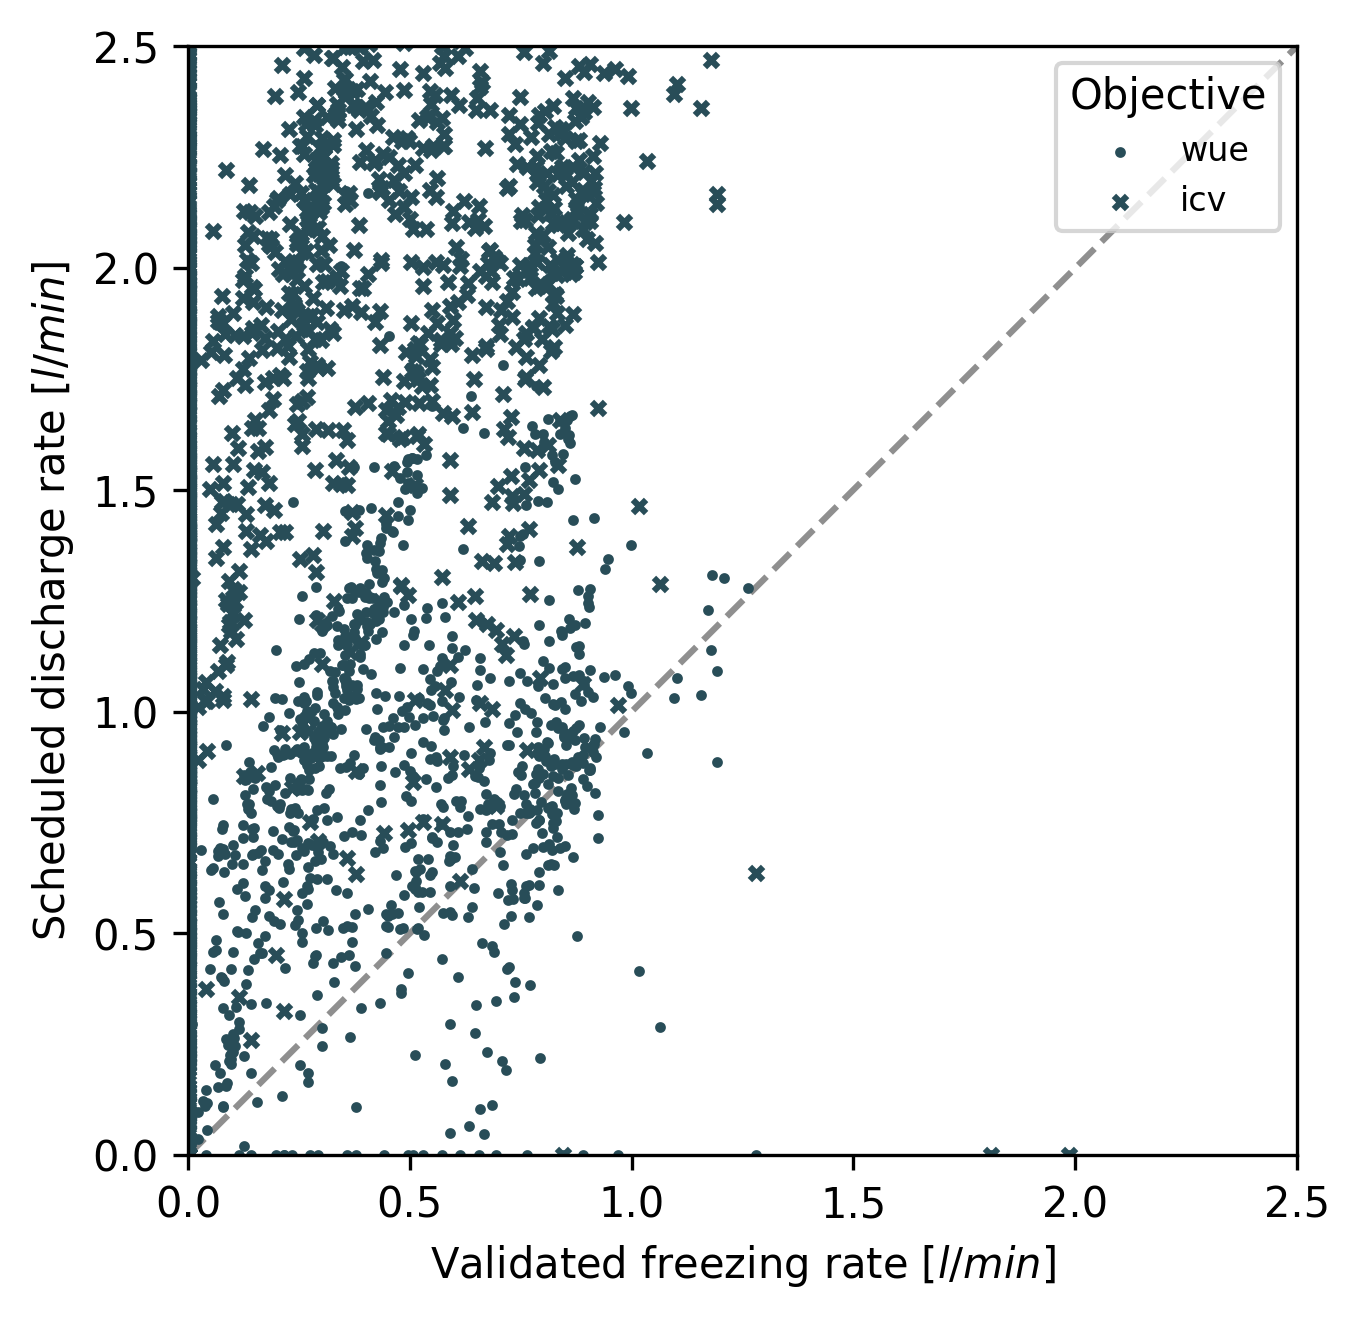 2.5
2.0
1.5
1.0
0.5
0.0
Scheduled discharge rate [l/min]
Objective
wue
icv
0.0 0.5 1.0 1.5 2.0 2.5
Validated freezing rate [l/min]